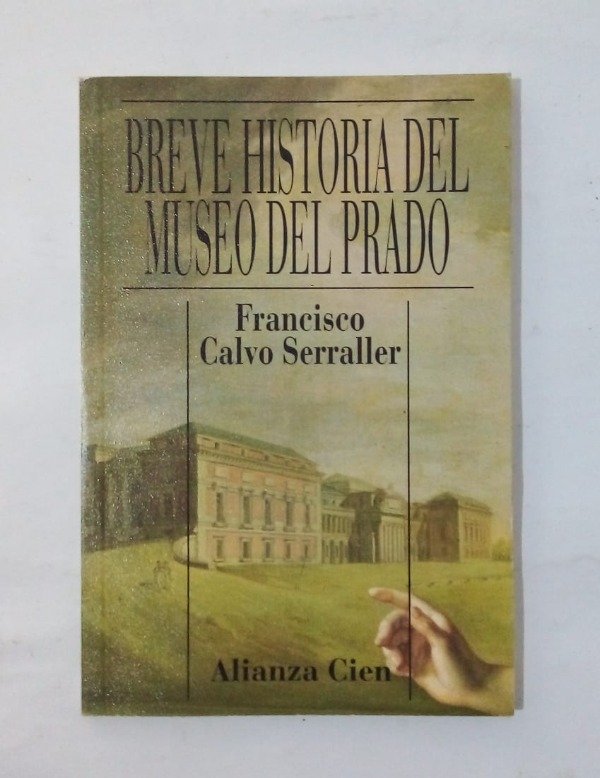 BREVE HISTORIA DEL
MUSEO DEL PRADO
Francisco
Calvo Serraller
Alianza Cien